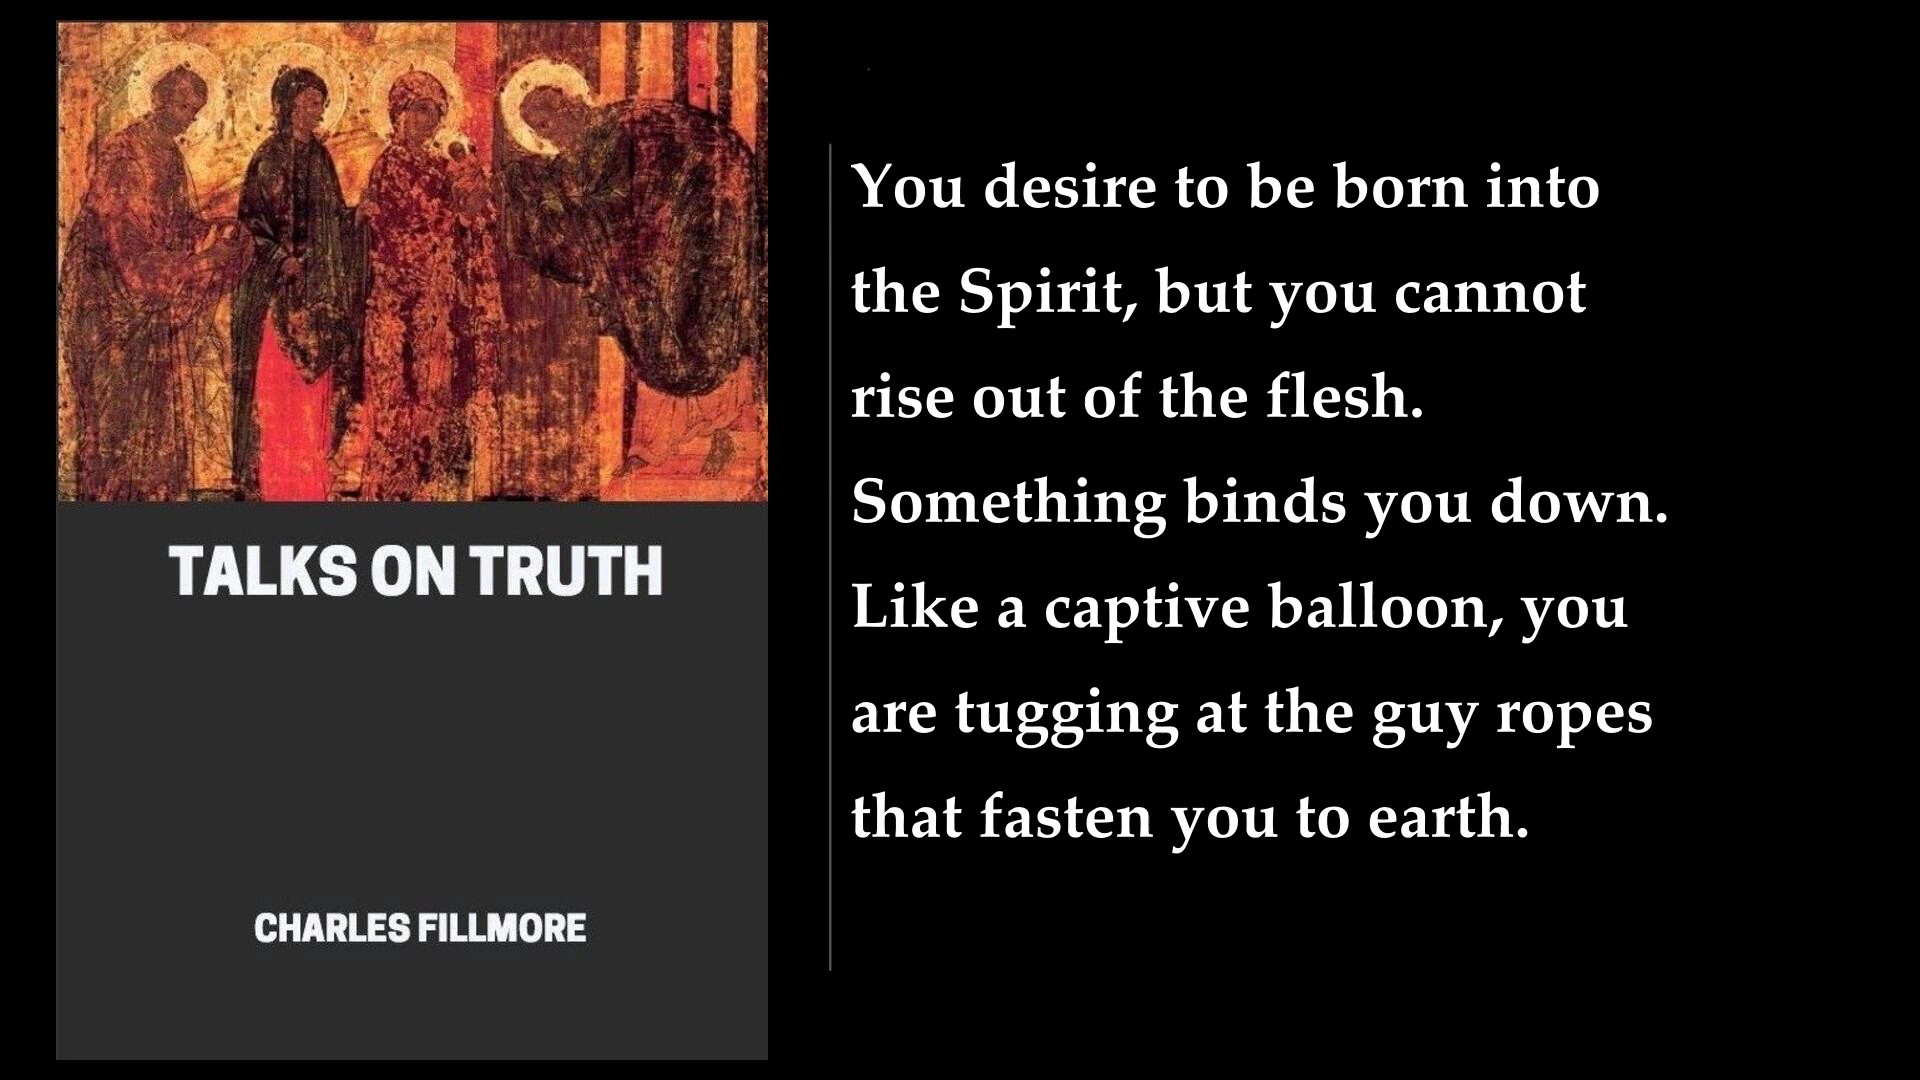 TALKS ON TRUTH
CHARLES FILLMORE
You desire to be born into
the Spirit, but you cannot
rise out of the flesh.
Something binds you down.
Like a captive balloon, you
are tugging at the guy ropes
that fasten you to earth.